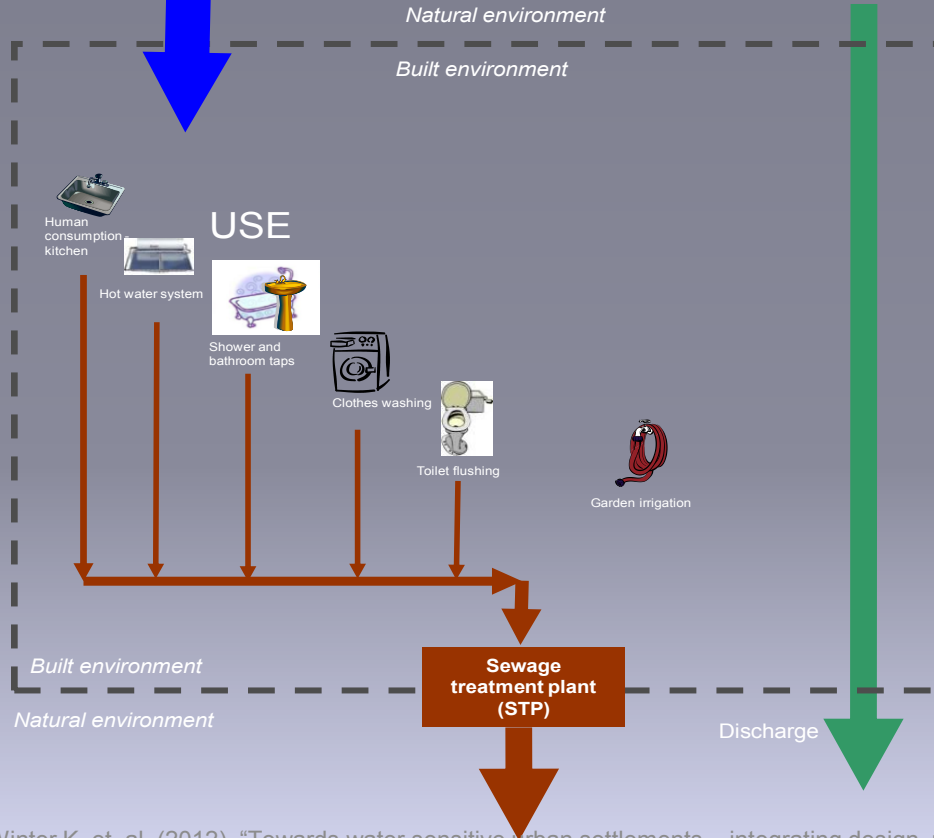 Natural environment
Built environment
Human
consumption-
kitchen
USE
Hot water system
Shower and
bathroom taps
Clothes washing
Toilet flushing
Garden irrigation
Built environment
Sewage
treatment plant
(STP)
Natural environment
Discharge
Winter K. et. al. (2012). “Towards water sensitive urban settlements – integrating design